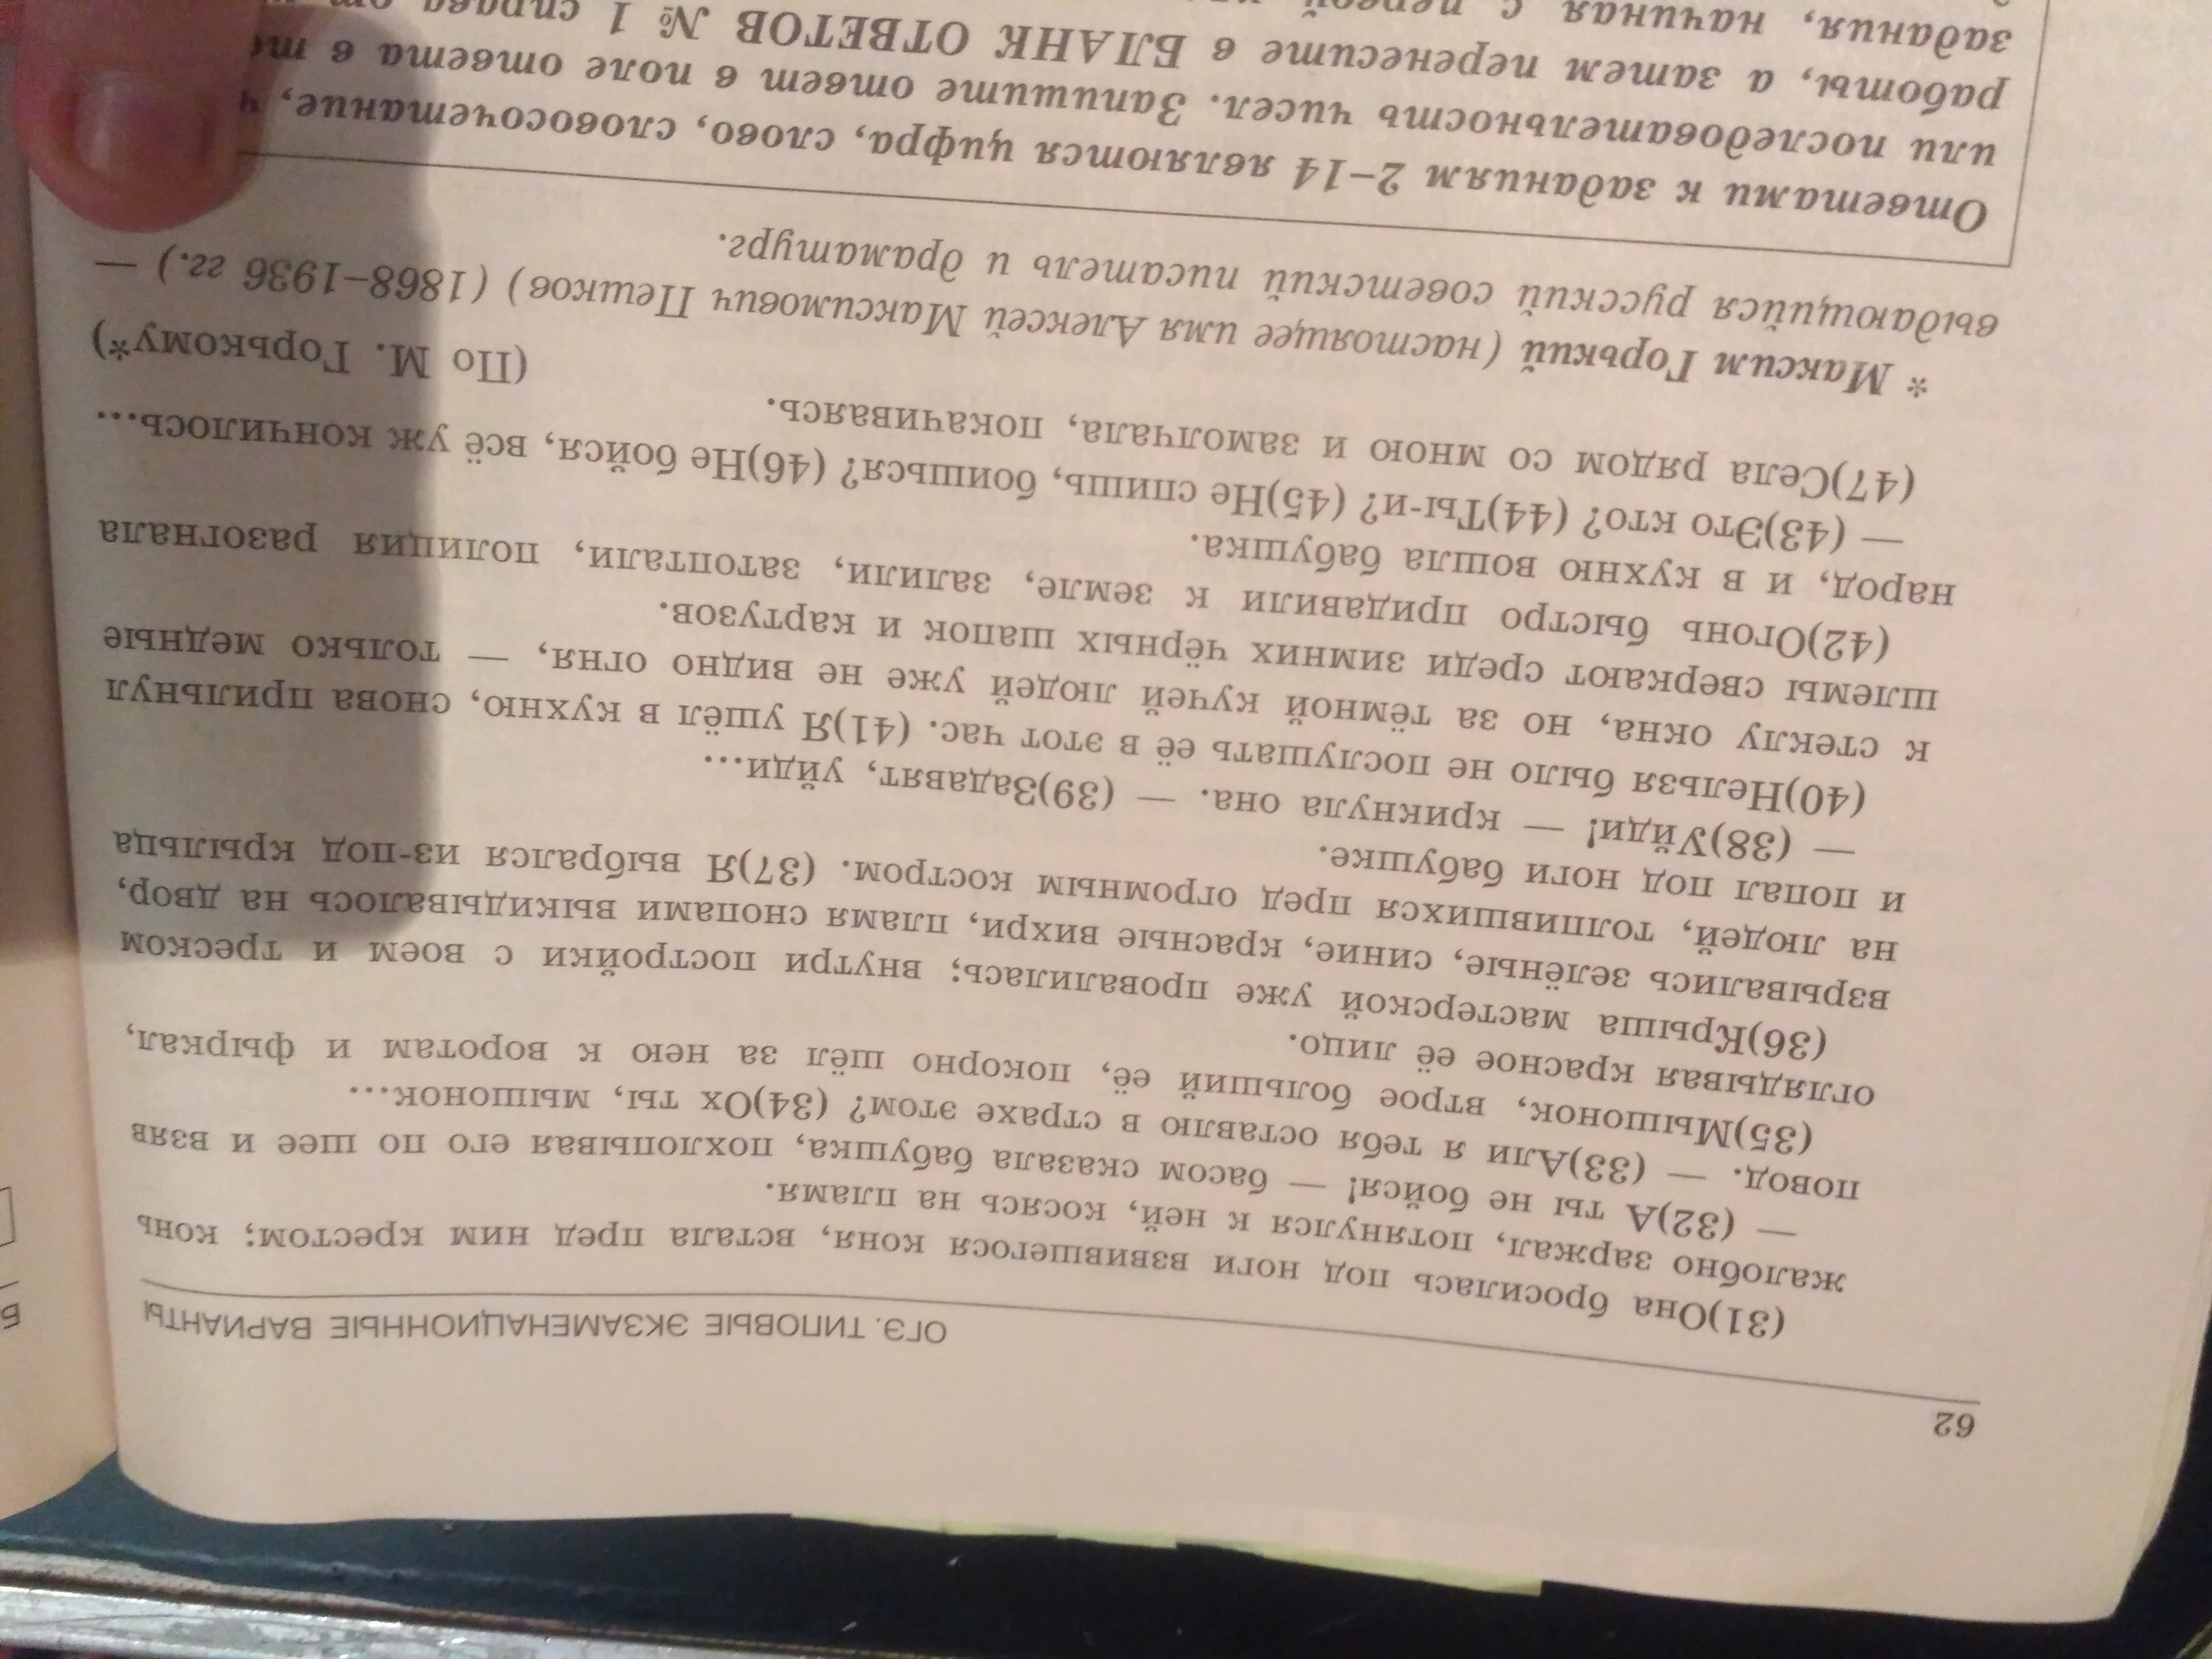 62
ОГЭ. ТИПОВЫЕ ЭКЗАМЕНАЦИОННЫЕ ВАРИАНТЫ
(31)Она бросилась под ноги взвившегося коня, встала пред ним крестом; конь
жалобно заржал, потянулся к ней, косясь на пламя.
— (32)А ты не бойся! — басом сказала бабушка, похлопывая его по шее и взяв
повод. — (33)Али я тебя оставлю в страхе этом? (34)Ох ты, мышонок...
(35)Мышонок, втрое больший её, покорно шёл за нею к воротам и фыркал,
оглядывая красное её лицо.
(36)Крыша мастерской уже провалилась; внутри постройки с воем и треском
взрывались зелёные, синие, красные вихри, пламя снопами выкидывалось на двор,
на людей, толпившихся пред огромным костром. (37)Я выбрался из-под крыльца
и попал под ноги бабушке.
— (38)Уйди! — крикнула она. — (39)Задавят, уйди...
(40)Нельзя было не послушать её в этот час. (41)Я ушёл в кухню, снова прильнул
к стеклу окна, но за тёмной кучей людей уже не видно огня, — только медные
шлемы сверкают среди зимних чёрных шапок и картузов.
(42)Огонь быстро придавили к земле, залили, затоптали, полиция разогнала
народ, и в кухню вошла бабушка.
— (43)Это кто? (44)Ты-и? (45)Не спишь, боишься? (46)Не бойся, всё уж кончилось...
(47)Села рядом со мною и замолчала, покачиваясь.
(По М. Горькому*)
* Максим Горький (настоящее имя Алексей Максимович Пешков) (1868–1936 гг.) —
выдающийся русский советский писатель и драматург.
Ответами к заданиям 2–14 являются цифра, слово, словосочетание,
или последовательность чисел. Запишите ответ в поле ответа в
работы, а затем перенесите в БЛАНК ОТВЕТОВ № 1 справа от
задания, начиная с первой